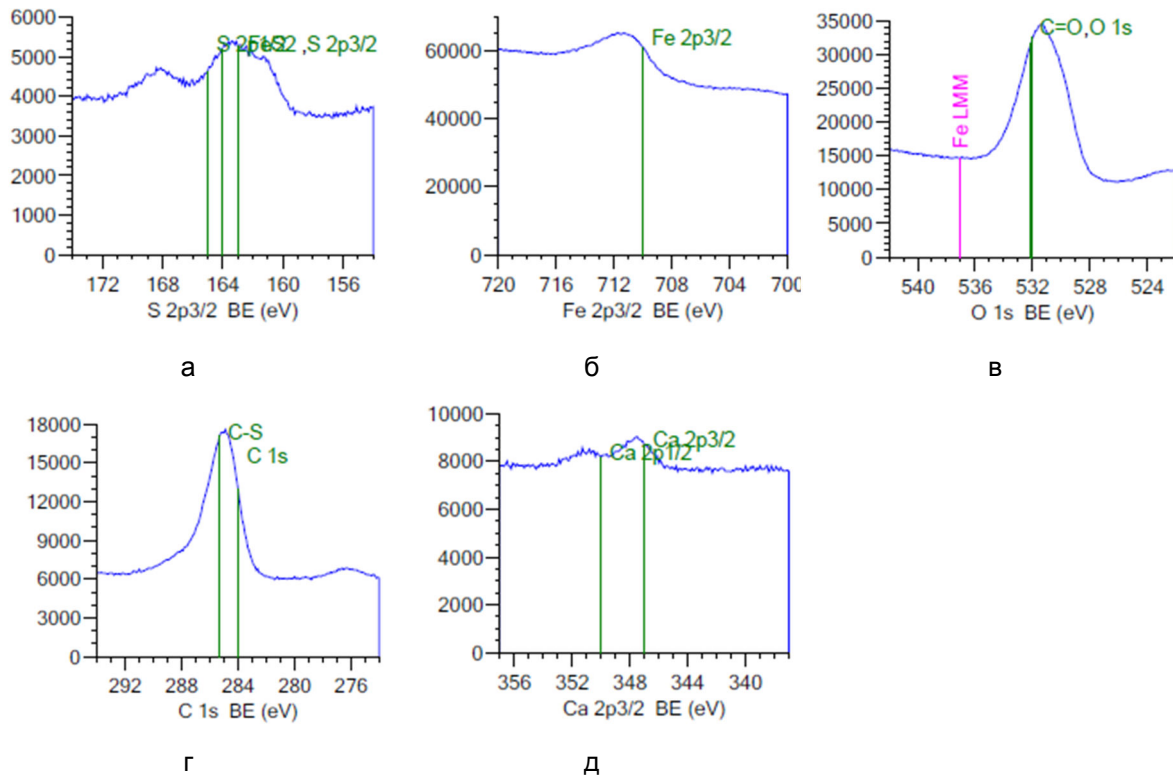 6000
5000
4000
3000
2000
1000
0
S 2p1/2
FeS2 ,S 2p3/2
172 168 164 160 156
S 2p3/2 BE (eV)
а
60000
40000
20000
0
Fe 2p3/2
720 716 712 708 704 700
Fe 2p3/2 BE (eV)
б
35000
30000
25000
20000
15000
10000
5000
0
C=O,O 1s
Fe LMM
540 536 532 528 524
O 1s BE (eV)
в
18000
15000
12000
9000
6000
3000
0
C-S
C 1s
292 288 284 280 276
C 1s BE (eV)
г
10000
8000
6000
4000
2000
0
Ca 2p3/2
Ca 2p1/2
356 352 348 344 340
Ca 2p3/2 BE (eV)
д